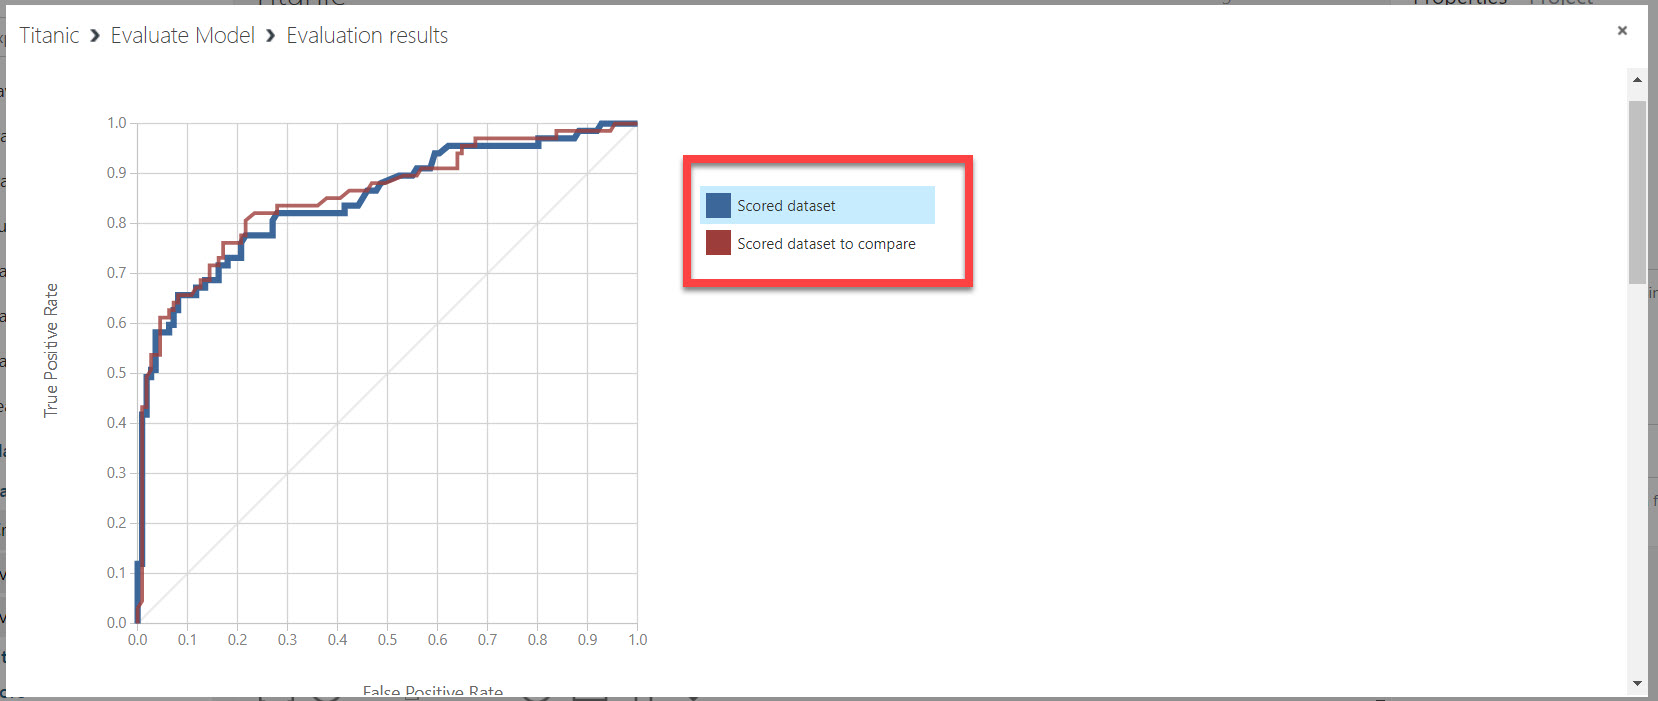 Titanic
Properties Project
Titanic > Evaluate Model > Evaluation results
×
1.0
0.9
0.8
0.7
0.6
0.5
0.4
0.3
0.2
0.1
0.0
True Positive Rate
0.0 0.1 0.2 0.3 0.4 0.5 0.6 0.7 0.8 0.9 1.0
False Positive Rate
Scored dataset
Scored dataset to compare